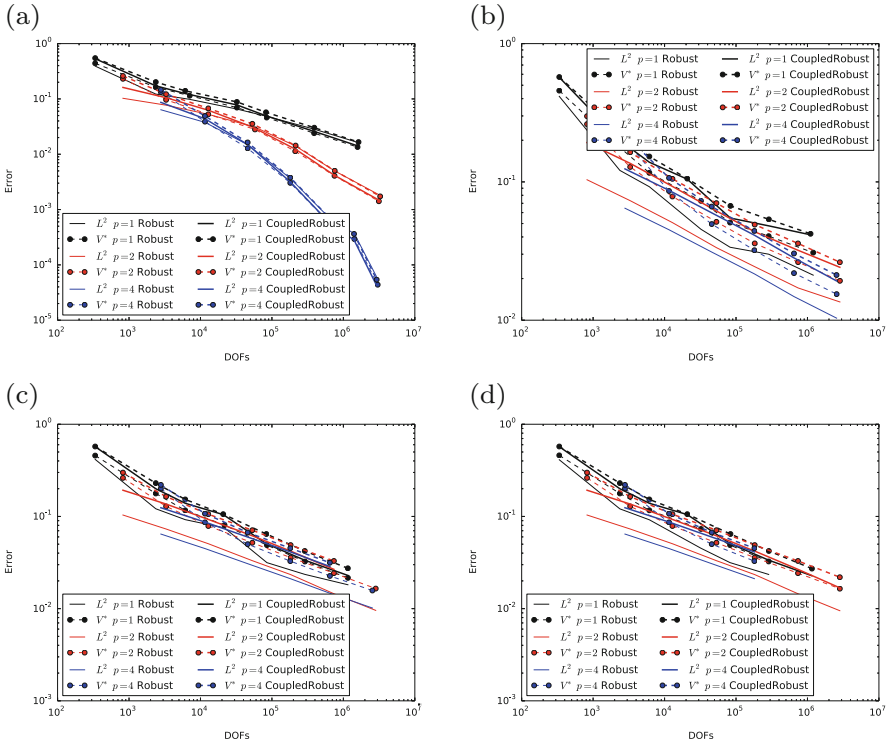 (a)
10^0
10^-1
10^-2
10^-3
10^-4
10^-5
Error
10^2 10^3 10^4 10^5 10^6 10^7
DOFs
L^2 p=1 Robust
V* p=1 Robust
L^2 p=2 Robust
V* p=2 Robust
L^2 p=4 Robust
V* p=4 Robust
L^2 p=1 CoupledRobust
V* p=1 CoupledRobust
L^2 p=2 CoupledRobust
V* p=2 CoupledRobust
L^2 p=4 CoupledRobust
V* p=4 CoupledRobust
(b)
10^0
10^-1
10^-2
Error
10^2 10^3 10^4 10^5 10^6 10^7
DOFs
L^2 p=1 Robust
V* p=1 Robust
L^2 p=2 Robust
V* p=2 Robust
L^2 p=4 Robust
V* p=4 Robust
L^2 p=1 CoupledRobust
V* p=1 CoupledRobust
L^2 p=2 CoupledRobust
V* p=2 CoupledRobust
L^2 p=4 CoupledRobust
V* p=4 CoupledRobust
(c)
10^0
10^-1
10^-2
10^-3
Error
10^2 10^3 10^4 10^5 10^6 10^7
DOFs
L^2 p=1 Robust
V* p=1 Robust
L^2 p=2 Robust
V* p=2 Robust
L^2 p=4 Robust
V* p=4 Robust
L^2 p=1 CoupledRobust
V* p=1 CoupledRobust
L^2 p=2 CoupledRobust
V* p=2 CoupledRobust
L^2 p=4 CoupledRobust
V* p=4 CoupledRobust
(d)
10^0
10^-1
10^-2
10^-3
Error
10^2 10^3 10^4 10^5 10^6 10^7
DOFs
L^2 p=1 Robust
V* p=1 Robust
L^2 p=2 Robust
V* p=2 Robust
L^2 p=4 Robust
V* p=4 Robust
L^2 p=1 CoupledRobust
V* p=1 CoupledRobust
L^2 p=2 CoupledRobust
V* p=2 CoupledRobust
L^2 p=4 CoupledRobust
V* p=4 CoupledRobust